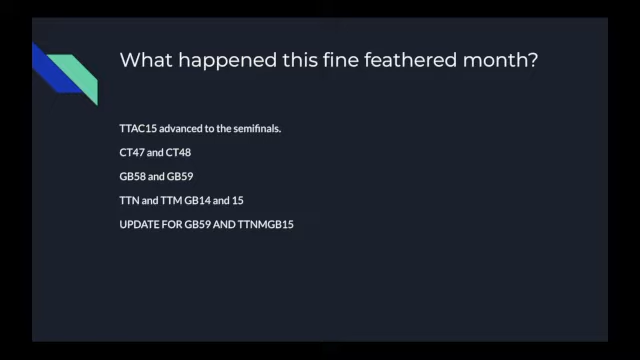 What happened this fine feathered month?
TTAC15 advanced to the semifinals.
CT47 and CT48
GB58 and GB59
TTN and TTM GB14 and 15
UPDATE FOR GB59 AND TTNMGB15